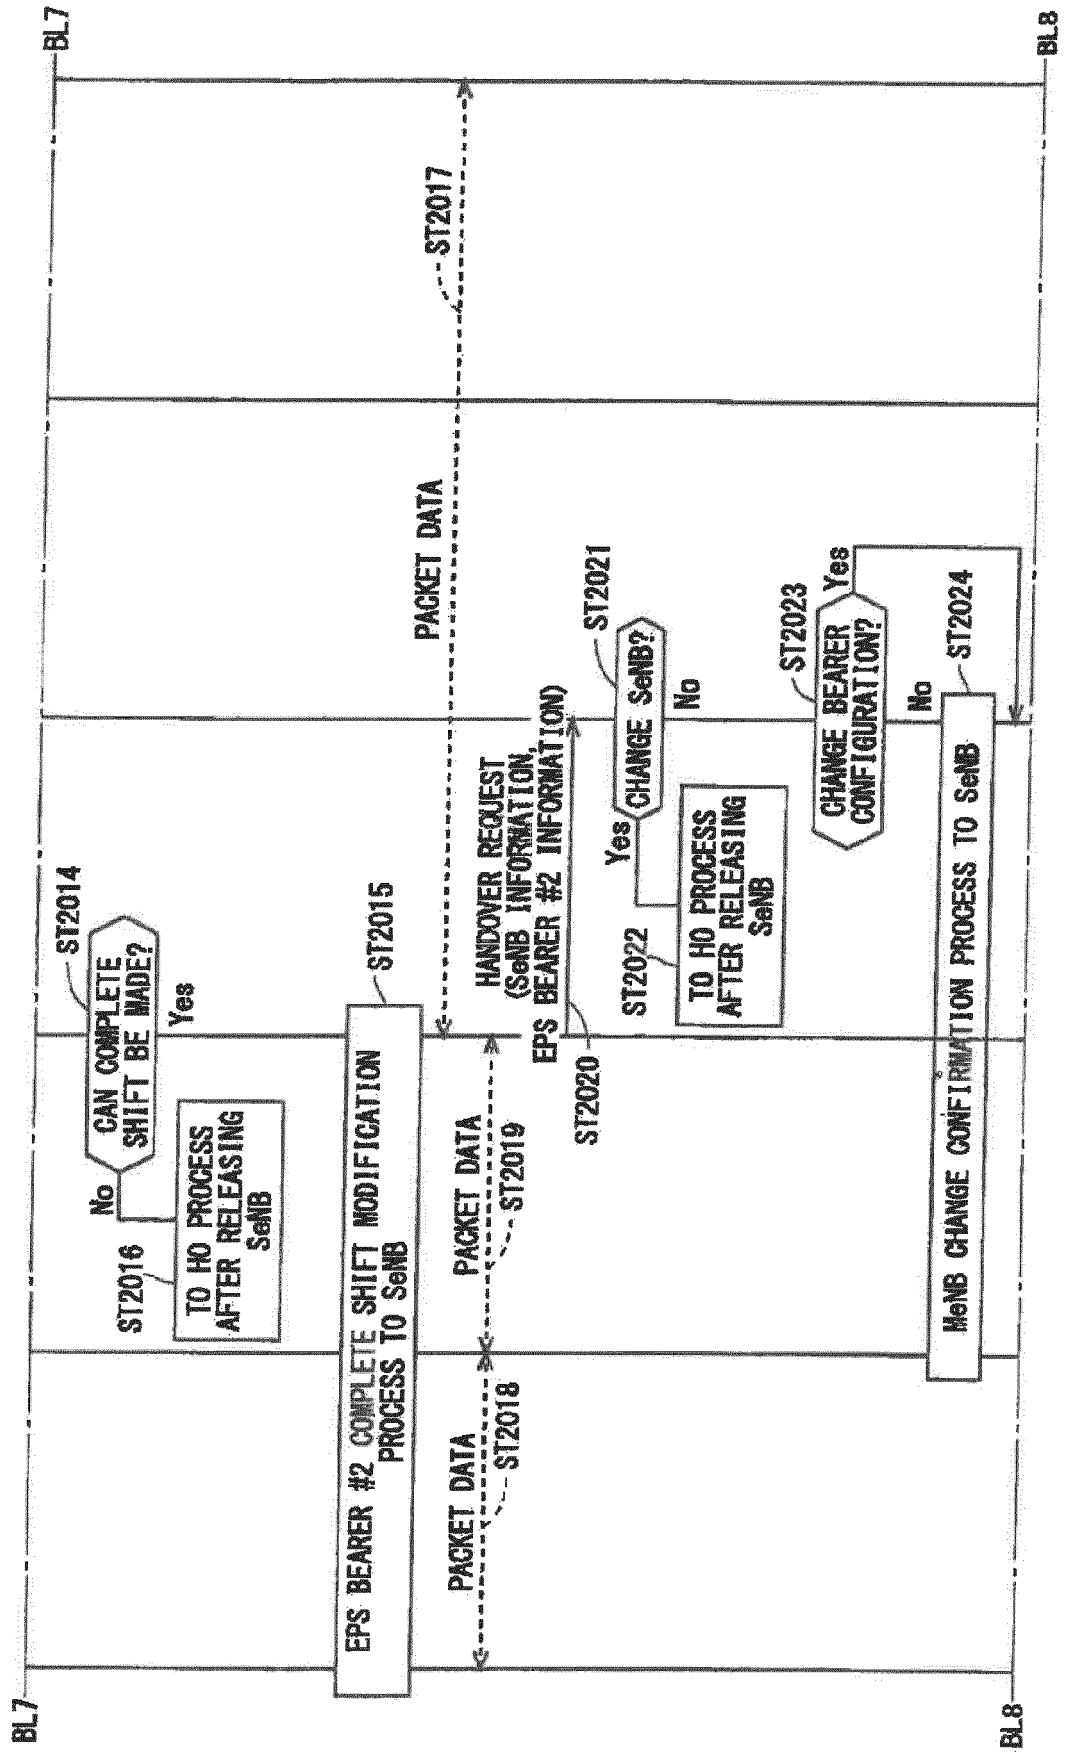 BL7
BL7
ST2014
CAN COMPLETE
SHIFT BE MADE?
No
Yes
ST2016
TO HO PROCESS
AFTER RELEASING
SeNB
ST2015
EPS BEARER #2 COMPLETE SHIFT MODIFICATION
PROCESS TO SeNB
PACKET DATA
ST2017
PACKET DATA
ST2018
PACKET DATA
ST2019
HANDOVER REQUEST
(SeNB INFORMATION,
EPS BEARER #2 INFORMATION)
ST2020
ST2021
CHANGE SeNB?
Yes
No
ST2022
TO HO PROCESS
AFTER RELEASING
SeNB
ST2023
CHANGE BEARER
CONFIGURATION?
Yes
No
ST2024
MeNB CHANGE CONFIRMATION PROCESS TO SeNB
BL8
BL8